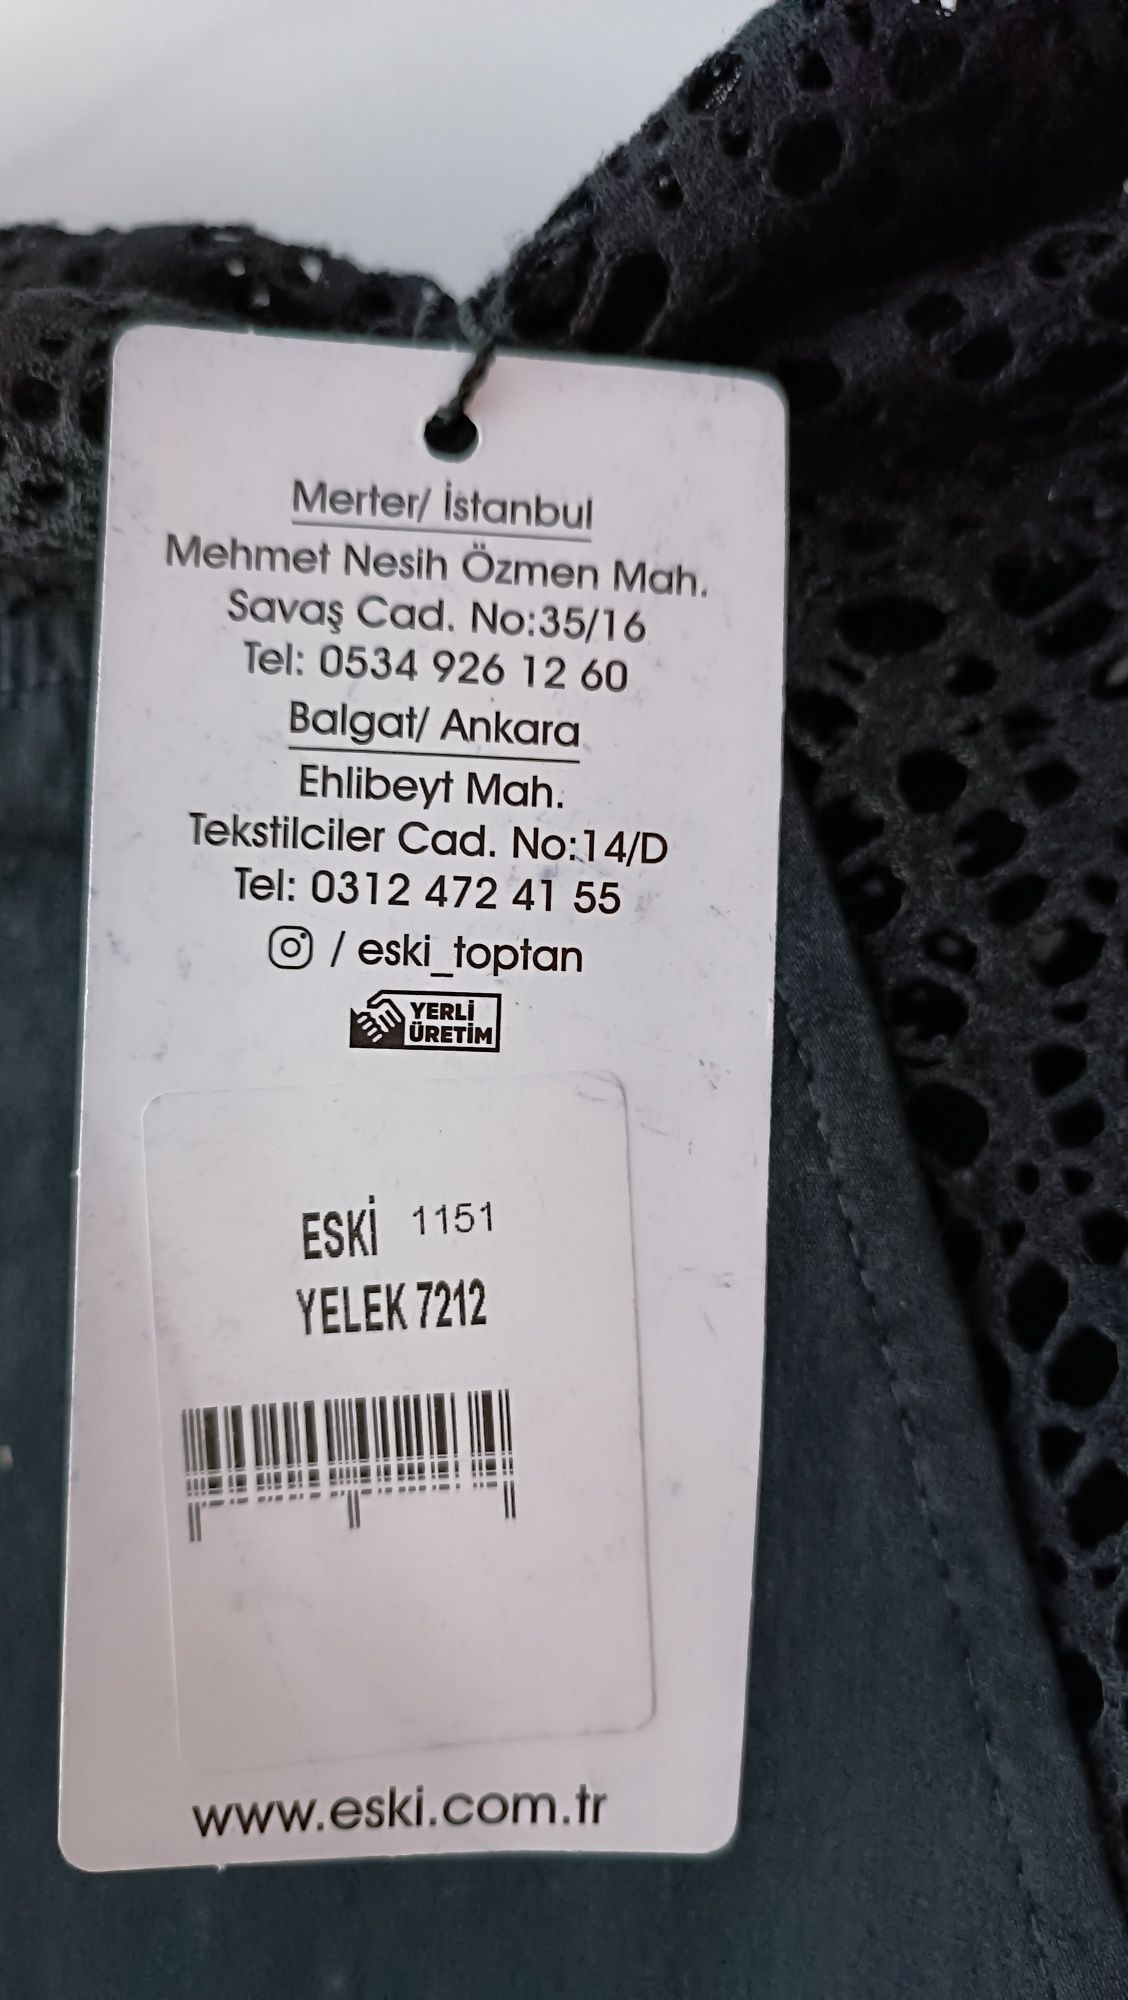 Merter/ İstanbul
Mehmet Nesih Özmen Mah.
Savaş Cad. No:35/16
Tel: 0534 926 12 60
Balgat/ Ankara
Ehlibeyt Mah.
Tekstilciler Cad. No:14/D
Tel: 0312 472 41 55
/ eski_toptan
YERLİ
ÜRETİM
ESKİ 1151
YELEK 7212
www.eski.com.tr